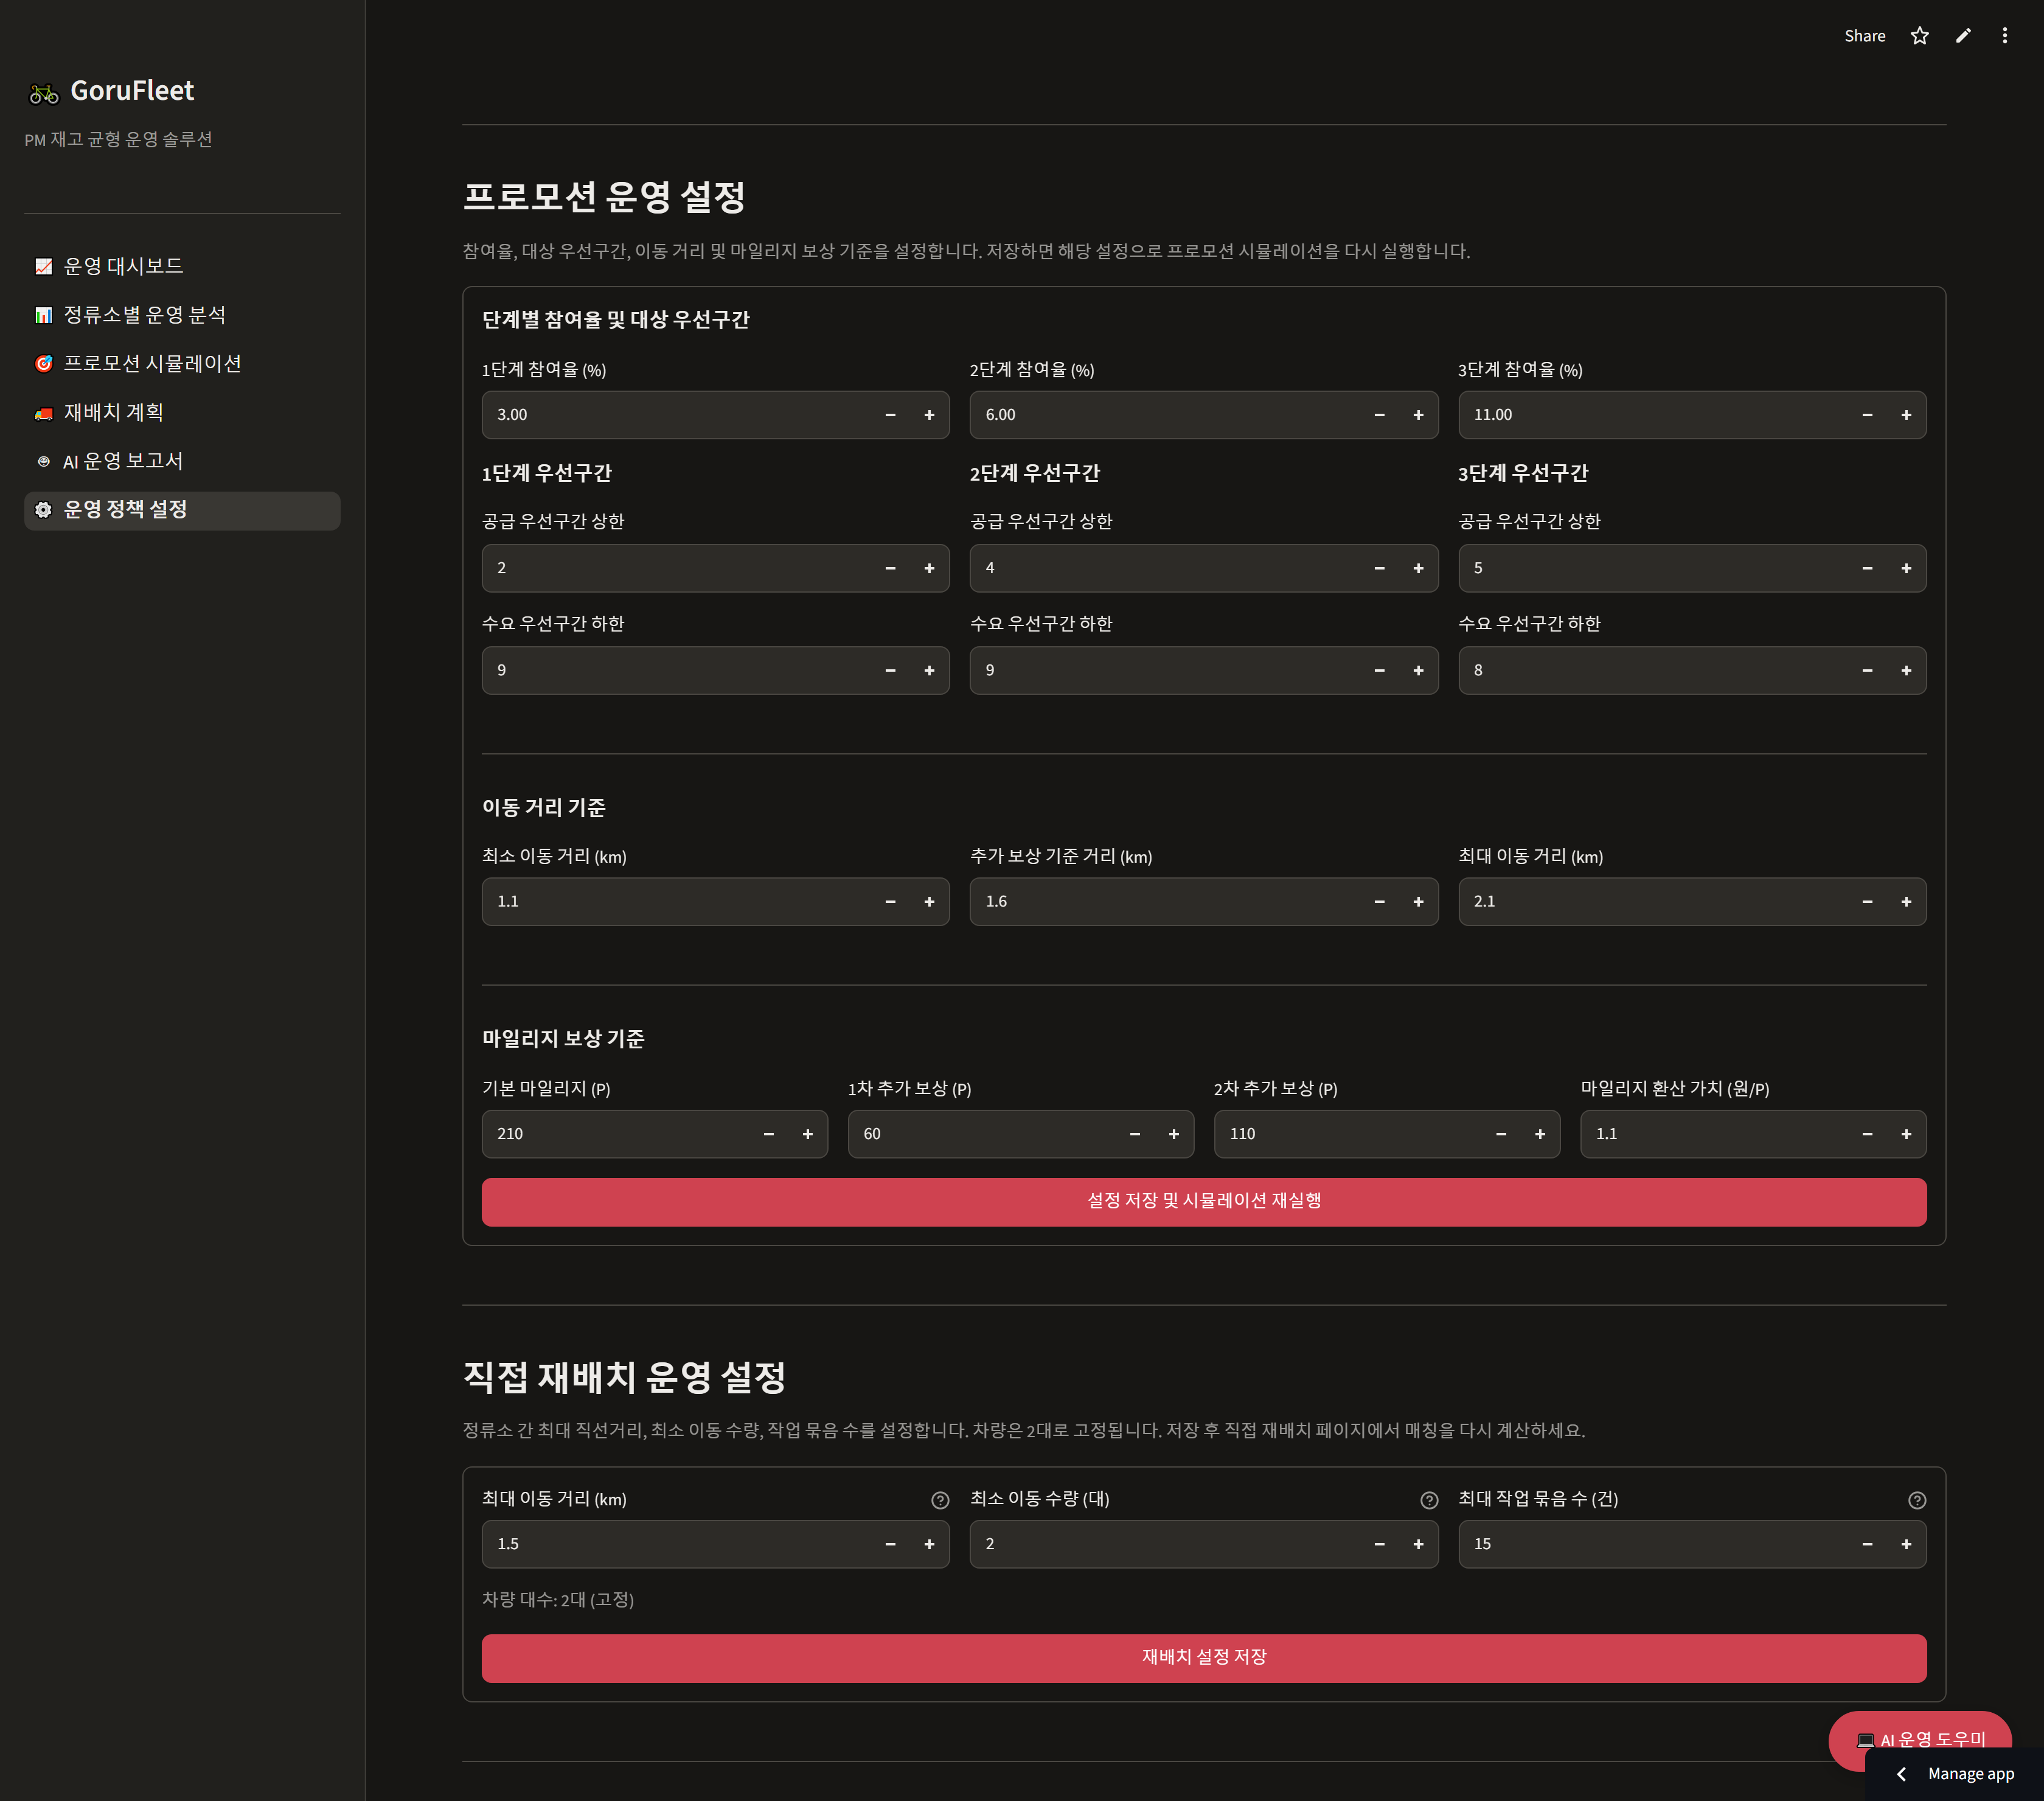 Share
GoruFleet
PM 재고 균형 운영 솔루션
운영 대시보드
정류소별 운영 분석
프로모션 시뮬레이션
재배치 계획
AI 운영 보고서
운영 정책 설정
프로모션 운영 설정
참여율, 대상 우선구간, 이동 거리 및 마일리지 보상 기준을 설정합니다. 저장하면 해당 설정으로 프로모션 시뮬레이션을 다시 실행합니다.
단계별 참여율 및 대상 우선구간
1단계 참여율 (%) 2단계 참여율 (%) 3단계 참여율 (%)
3.00 6.00 11.00
1단계 우선구간 2단계 우선구간 3단계 우선구간
공급 우선구간 상한 공급 우선구간 상한 공급 우선구간 상한
2 4 5
수요 우선구간 하한 수요 우선구간 하한 수요 우선구간 하한
9 9 8
이동 거리 기준
최소 이동 거리 (km) 추가 보상 기준 거리 (km) 최대 이동 거리 (km)
1.1 1.6 2.1
마일리지 보상 기준
기본 마일리지 (P) 1차 추가 보상 (P) 2차 추가 보상 (P) 마일리지 환산 가치 (원/P)
210 60 110 1.1
설정 저장 및 시뮬레이션 재실행
직접 재배치 운영 설정
정류소 간 최대 직선거리, 최소 이동 수량, 작업 묶음 수를 설정합니다. 차량은 2대로 고정됩니다. 저장 후 직접 재배치 페이지에서 매칭을 다시 계산하세요.
최대 이동 거리 (km) 최소 이동 수량 (대) 최대 작업 묶음 수 (건)
1.5 2 15
차량 대수: 2대 (고정)
재배치 설정 저장
AI 운영 도우미
Manage app